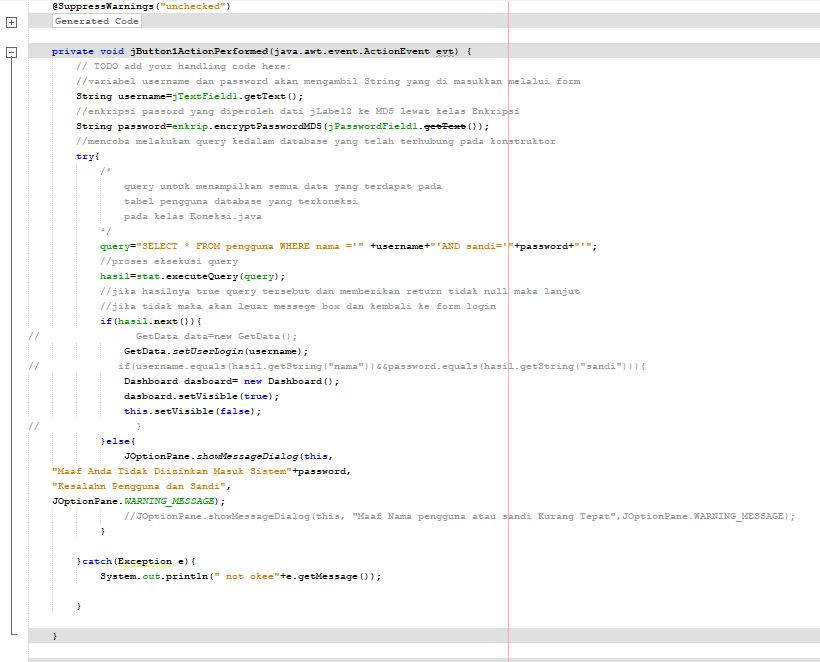 @SuppressWarnings("unchecked")
Generated Code
private void jButton1ActionPerformed(java.awt.event.ActionEvent evt) {
// TODO add your handling code here:
//variabel username dan password akan mengambil String yang di masukkan melalui form
String username=jTextField1.getText();
//enkripsi passord yang diperoleh dati jLabel2 ke MD5 lewat kelas Enkripsi
String password=enkrip.encryptPasswordMD5(jPasswordField1.getText());
//mencoba melakukan query kedalam database yang telah terhubung pada konstruktor
try{
/*
query untuk menampilkan semua data yang terdapat pada
tabel pengguna database yang terkoneksi
pada kelas Koneksi.java
*/
query="SELECT * FROM pengguna WHERE nama ='" +username+"'AND sandi='"+password+"'";
//proses eksekusi query
hasil=stat.executeQuery(query);
//jika hasilnya true query tersebut dan memberikan return tidak null maka lanjut
//jika tidak maka akan leuar messege box dan kembali ke form login
if(hasil.next()){
// GetData data=new GetData();
GetData.setUserLogin(username);
// if(username.equals(hasil.getString("nama"))&&password.equals(hasil.getString("sandi"))){
Dashboard dasboard= new Dashboard();
dasboard.setVisible(true);
this.setVisible(false);
// }
}else{
JOptionPane.showMessageDialog(this,
"Maaf Anda Tidak Diizinkan Masuk Sistem"+password,
"Kesalahn Pengguna dan Sandi",
JOptionPane.WARNING_MESSAGE);
//JOptionPane.showMessageDialog(this, "Maaf Nama pengguna atau sandi Kurang Tepat",JOptionPane.WARNING_MESSAGE);
}
}catch(Exception e){
System.out.println(" not okee"+e.getMessage());
}
}